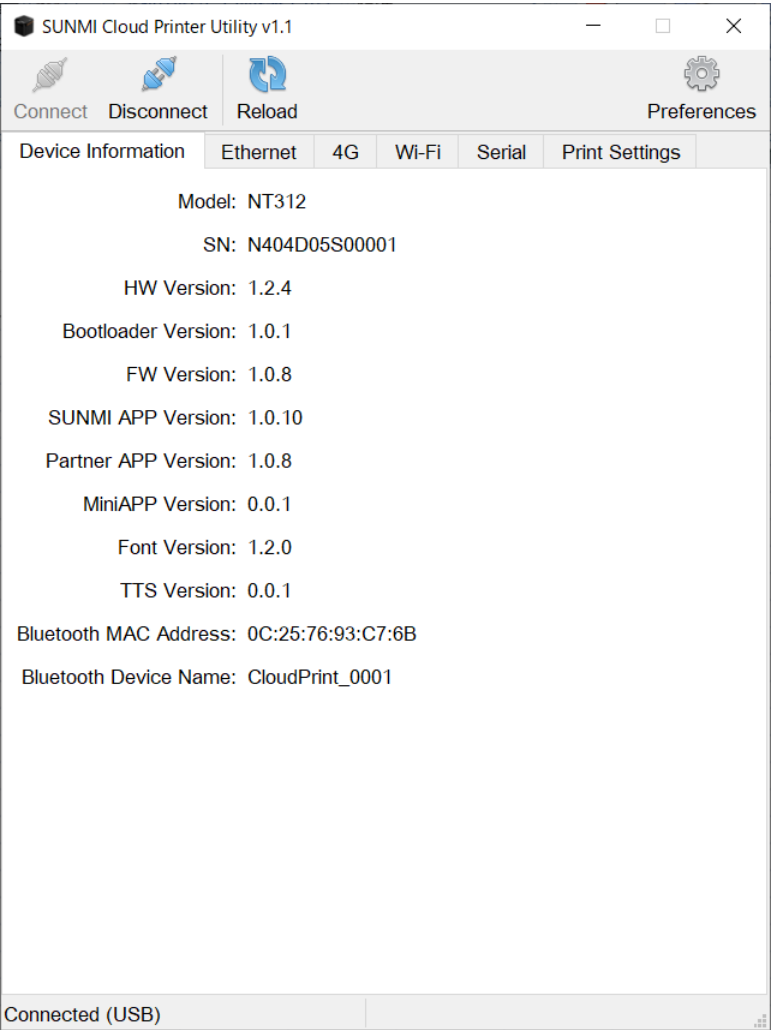 SUNMI Cloud Printer Utility v1.1
Connect Disconnect Reload Preferences
Device Information Ethernet 4G Wi-Fi Serial Print Settings
Model: NT312
SN: N404D05S00001
HW Version: 1.2.4
Bootloader Version: 1.0.1
FW Version: 1.0.8
SUNMI APP Version: 1.0.10
Partner APP Version: 1.0.8
MiniAPP Version: 0.0.1
Font Version: 1.2.0
TTS Version: 0.0.1
Bluetooth MAC Address: 0C:25:76:93:C7:6B
Bluetooth Device Name: CloudPrint_0001
Connected (USB)